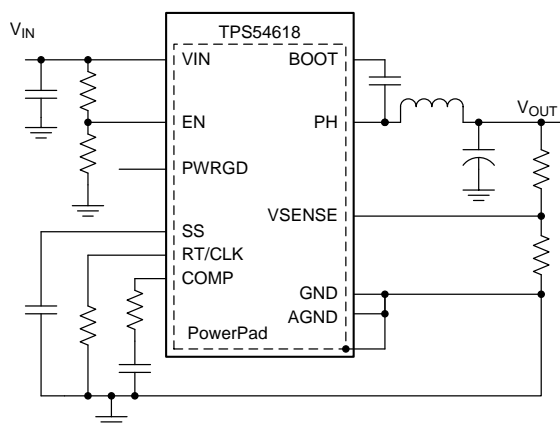 TPS54618
VIN
VIN
BOOT
EN
PH
VOUT
PWRGD
VSENSE
SS
RT/CLK
COMP
GND
AGND
PowerPad